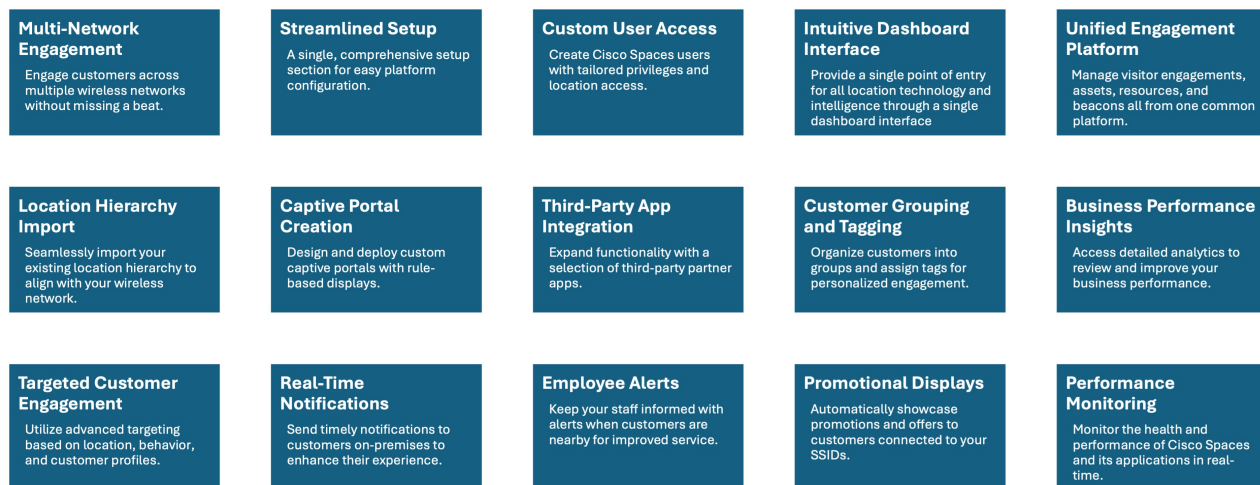 Multi-Network
Engagement
Engage customers across
multiple wireless networks
without missing a beat.
Streamlined Setup
A single, comprehensive setup
section for easy platform
configuration.
Custom User Access
Create Cisco Spaces users
with tailored privileges and
location access.
Intuitive Dashboard
Interface
Provide a single point of entry
for all location technology and
intelligence through a single
dashboard interface
Unified Engagement
Platform
Manage visitor engagements,
assets, resources, and
beacons all from one common
platform.
Location Hierarchy
Import
Seamlessly import your
existing location hierarchy to
align with your wireless
network.
Captive Portal
Creation
Design and deploy custom
captive portals with rule-
based displays.
Third-Party App
Integration
Expand functionality with a
selection of third-party partner
apps.
Customer Grouping
and Tagging
Organize customers into
groups and assign tags for
personalized engagement.
Business Performance
Insights
Access detailed analytics to
review and improve your
business performance.
Targeted Customer
Engagement
Utilize advanced targeting
based on location, behavior,
and customer profiles.
Real-Time
Notifications
Send timely notifications to
customers on-premises to
enhance their experience.
Employee Alerts
Keep your staff informed with
alerts when customers are
nearby for improved service.
Promotional Displays
Automatically showcase
promotions and offers to
customers connected to your
SSIDs.
Performance
Monitoring
Monitor the health and
performance of Cisco Spaces
and its applications in real-
time.